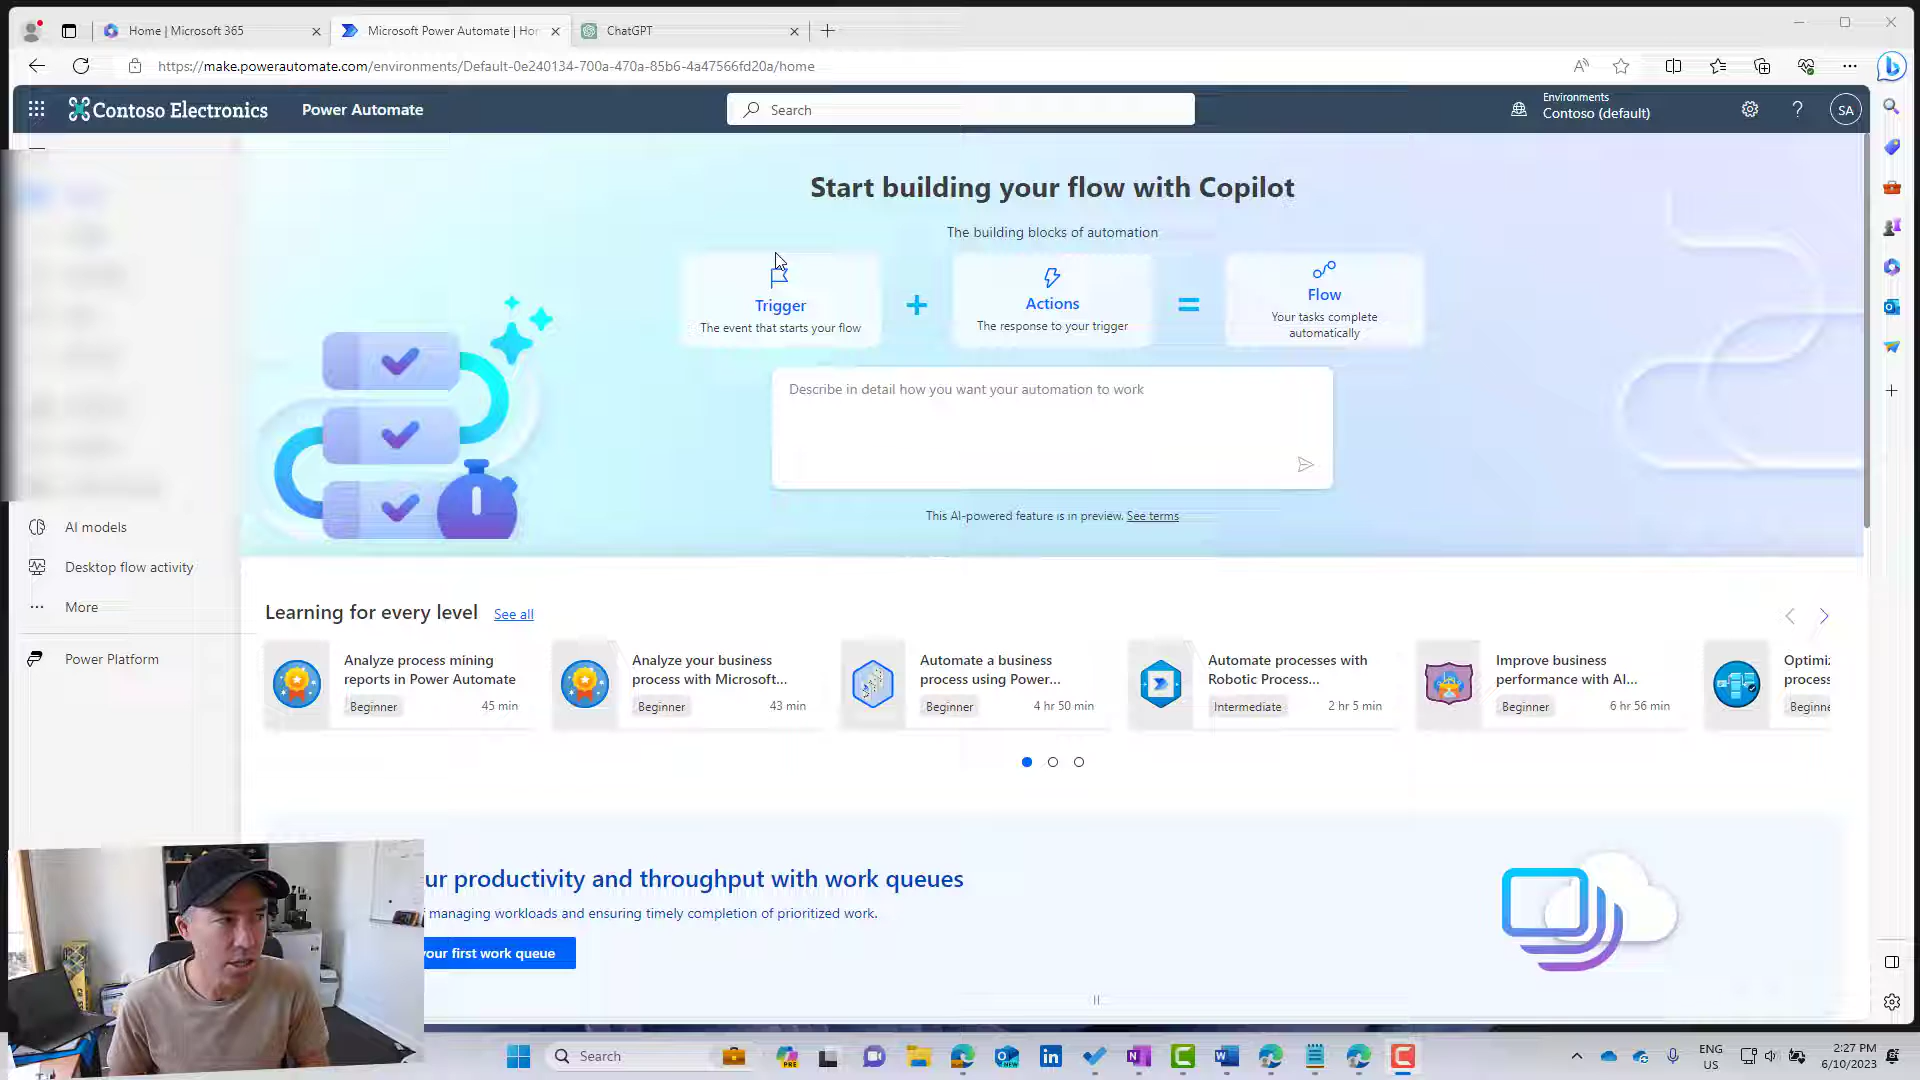 Home | Microsoft 365
Microsoft Power Automate | Hor
ChatGPT
https://make.powerautomate.com/environments/Default-0e240134-700a-470a-85b6-4a47566fd20a/home
Contoso Electronics
Power Automate
Search
Environments
Contoso (default)
?
SA
Start building your flow with Copilot
The building blocks of automation
Trigger
The event that starts your flow
+
Actions
The response to your trigger
=
Flow
Your tasks complete
automatically
Describe in detail how you want your automation to work
This AI-powered feature is in preview. See terms
AI models
Desktop flow activity
More
Power Platform
Learning for every level
See all
Analyze process mining
reports in Power Automate
Beginner
45 min
Analyze your business
process with Microsoft...
Beginner
43 min
Automate a business
process using Power...
Beginner
4 hr 50 min
Automate processes with
Robotic Process...
Intermediate
2 hr 5 min
Improve business
performance with AI...
Beginner
6 hr 56 min
Optimi
process
Beginne
ur productivity and throughput with work queues
managing workloads and ensuring timely completion of prioritized work.
your first work queue
Search
PRE
ENG
US
2:27 PM
6/10/2023